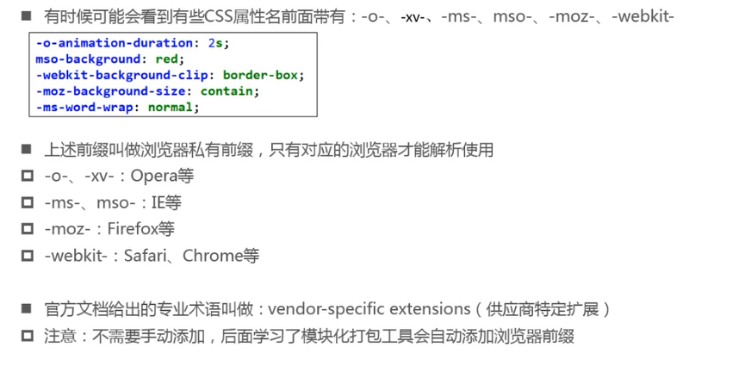 ■ 有时候可能会看到有些CSS属性名前面带有：-o-、-xv-、-ms-、mso-、-moz-、-webkit-
-o-animation-duration: 2s;
mso-background: red;
-webkit-background-clip: border-box;
-moz-background-size: contain;
-ms-word-wrap: normal;
■ 上述前缀叫做浏览器私有前缀，只有对应的浏览器才能解析使用
□ -o-、-xv-：Opera等
□ -ms-、mso-：IE等
□ -moz-：Firefox等
□ -webkit-：Safari、Chrome等
■ 官方文档给出的专业术语叫做：vendor-specific extensions（供应商特定扩展）
□ 注意：不需要手动添加，后面学习了模块化打包工具会自动添加浏览器前缀